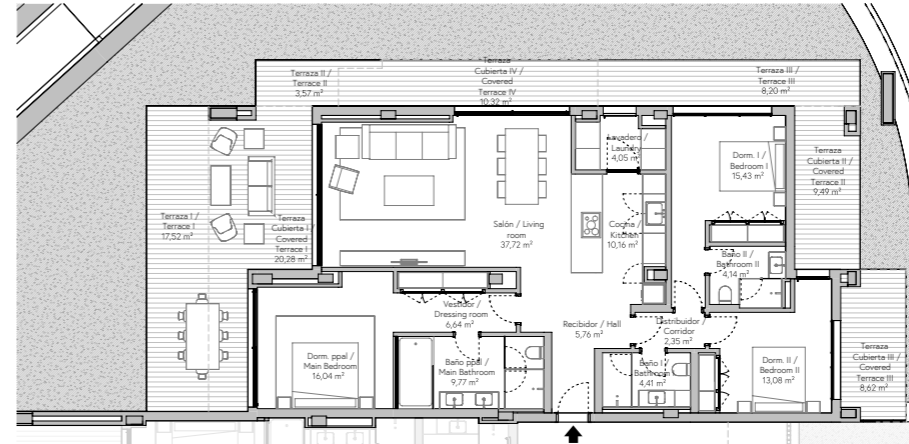 Terraza II /
Terrace II
3,57 m²
Terraza
Cubierta IV /
Covered
Terrace IV
10,32 m²
Terraza III /
Terrace III
8,20 m²
Lavadero /
Laundry
4,05 m
Dorm. I /
Bedroom I
15,43 m²
Terraza
Cubierta II /
Covered
Terrace II
9,49 m²
Terraza I /
Terrace I
17,52 m²
Terraza
Cubierta I /
Covered
Terrace I
20,28 m²
Salón / Living
room
37,72 m²
Cocina /
Kitchen
10,16 m²
Baño II /
Bathroom II
4,14 m²
Vestidor /
Dressing room
6,64 m²
Recibidor / Hall
5,76 m²
Distribuidor /
Corridor
2,35 m²
Dorm. ppal /
Main Bedroom
16,04 m²
Baño ppal /
Main Bathroom
9,77 m²
Baño I /
Bathroom
4,41 m²
Dorm. II /
Bedroom II
13,08 m²
Terraza
Cubierta III /
Covered
Terrace III
8,62 m²